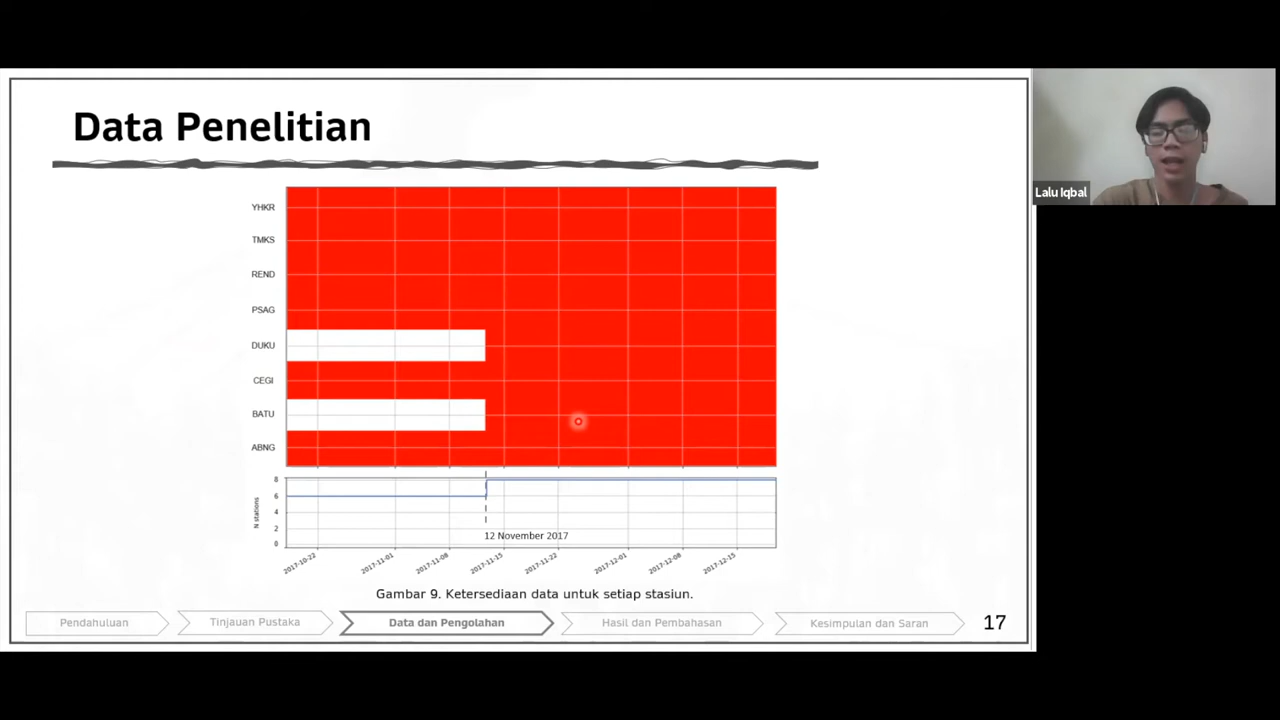 Data Penelitian
Lalu Iqbal
YHKR
TMKS
REND
PSAG
DUKU
CEGI
BATU
ABNG
N stations
8
6
4
2
0
12 November 2017
2017-10-22
2017-11-01
2017-11-08
2017-11-15
2017-11-22
2017-12-01
2017-12-08
2017-12-15
Gambar 9. Ketersediaan data untuk setiap stasiun.
Pendahuluan
Tinjauan Pustaka
Data dan Pengolahan
Hasil dan Pembahasan
Kesimpulan dan Saran
17